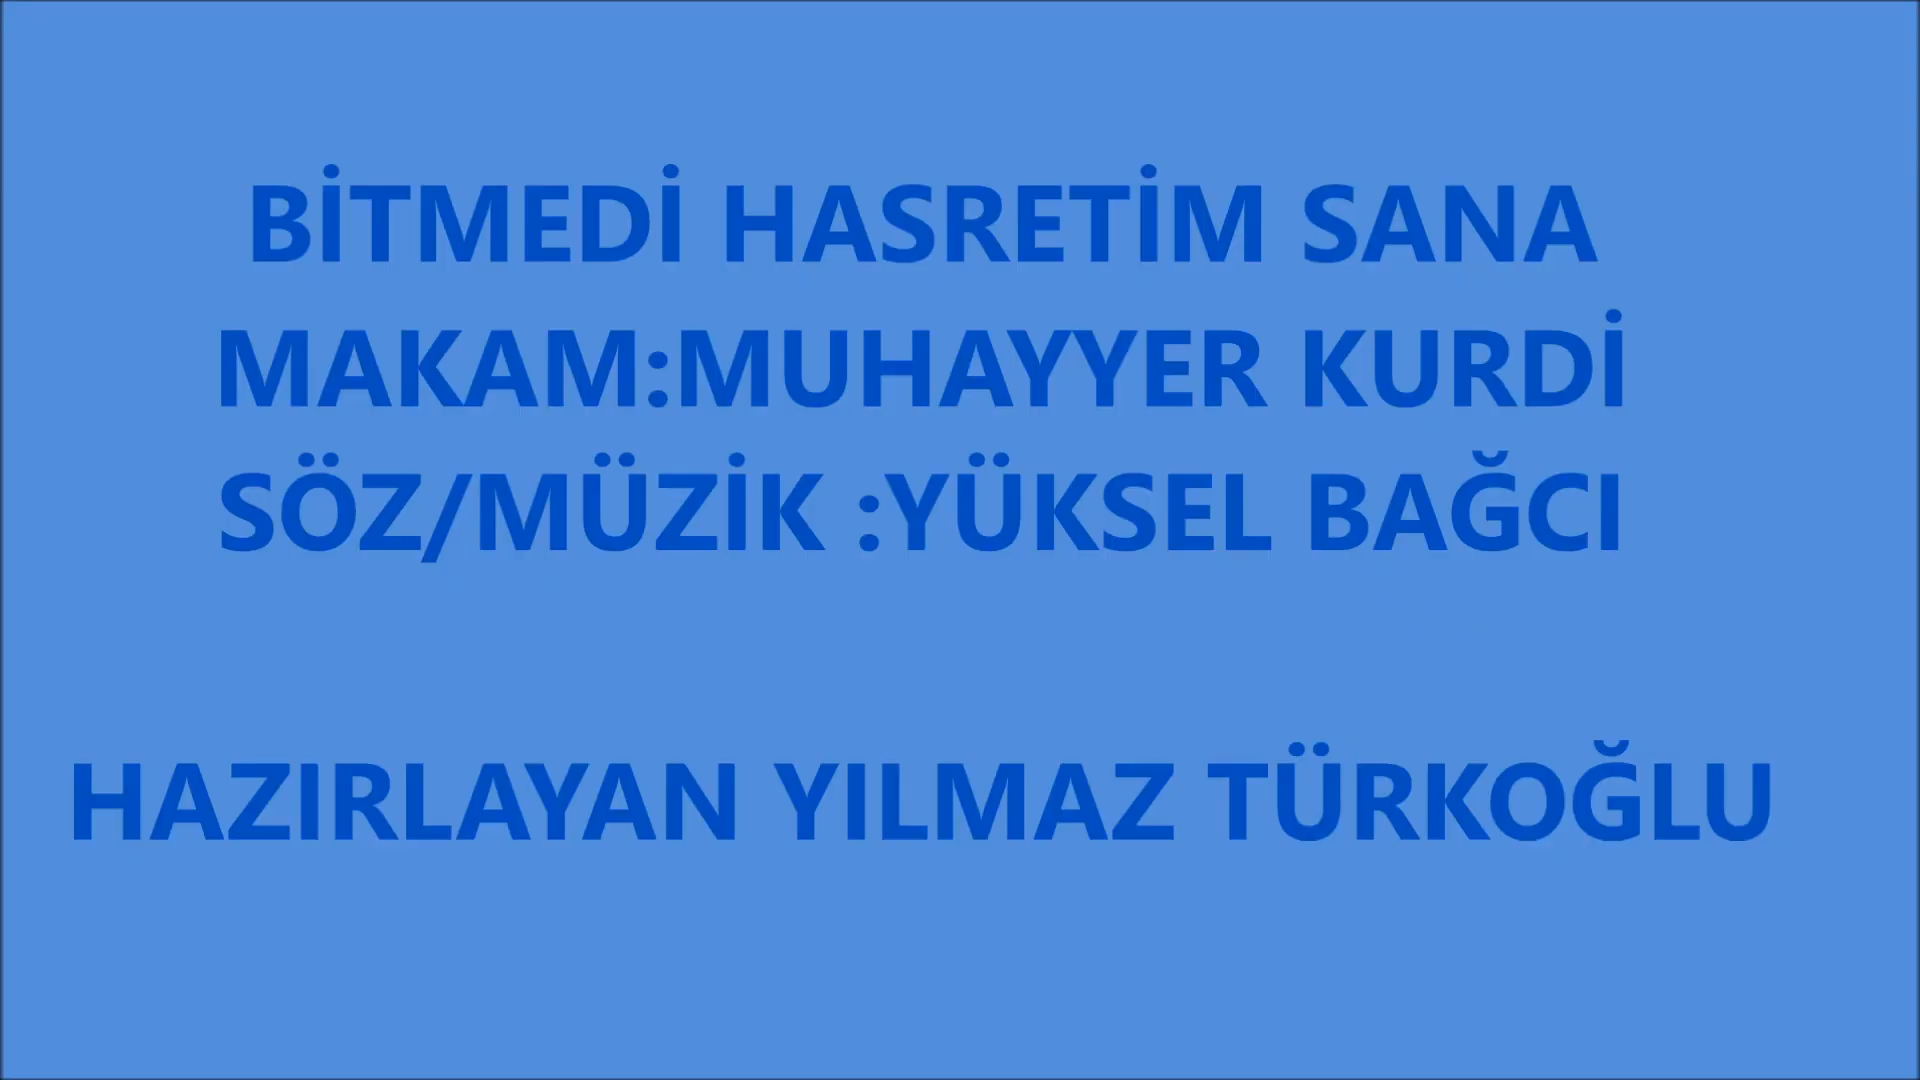 BİTMEDİ HASRETİM SANA
MAKAM:MUHAYYER KURDİ
SÖZ/MÜZİK :YÜKSEL BAĞCI
HAZIRLAYAN YILMAZ TÜRKOĞLU